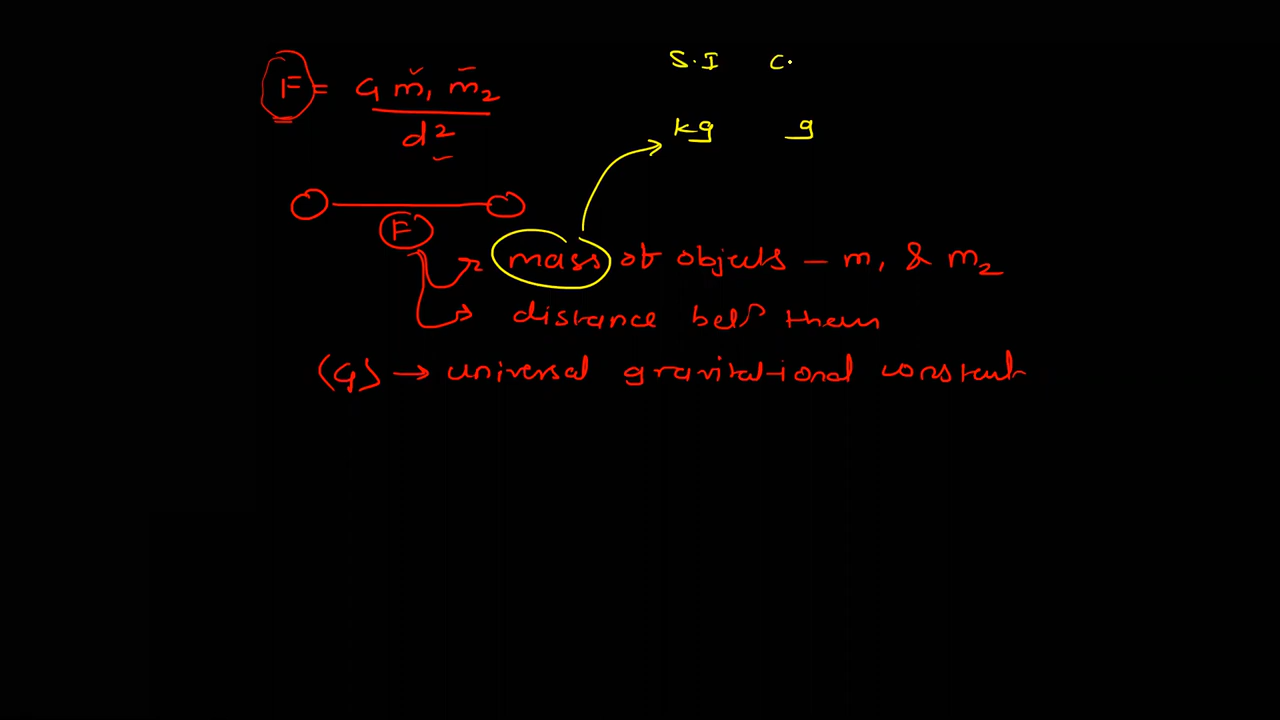 F = G m₁ m₂
d²
S.I C.
kg g
F
mass of objects – m₁ & m₂
distance betⁿ them
(G) → universal gravitational constant